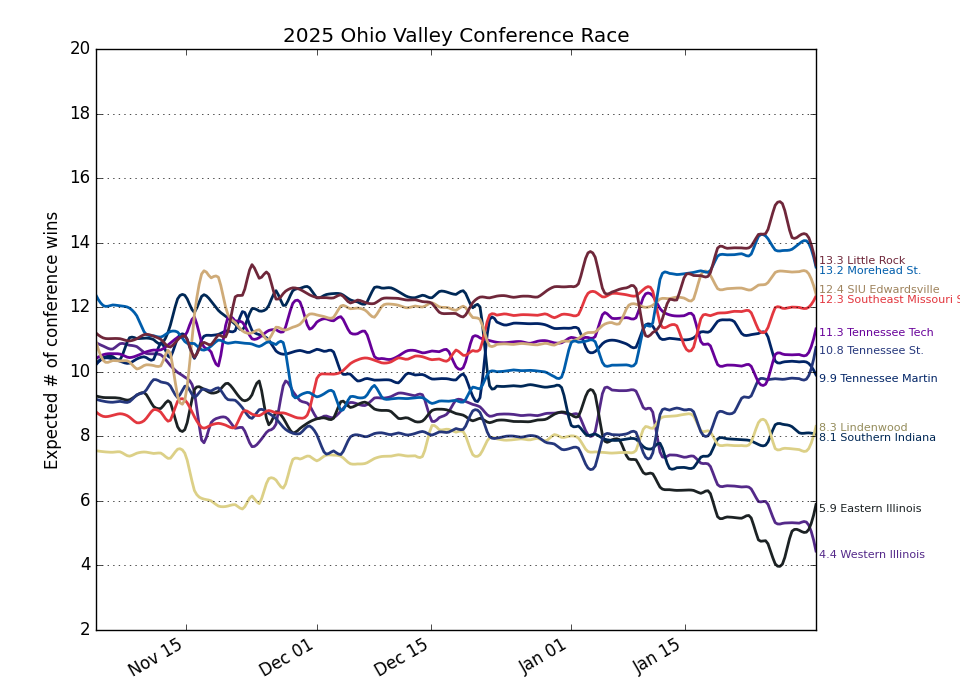 2025 Ohio Valley Conference Race
Expected # of conference wins
20
18
16
14
12
10
8
6
4
2
Nov 15
Dec 01
Dec 15
Jan 01
Jan 15
13.3 Little Rock
13.2 Morehead St.
12.4 SIU Edwardsville
12.3 Southeast Missouri S
11.3 Tennessee Tech
10.8 Tennessee St.
9.9 Tennessee Martin
8.3 Lindenwood
8.1 Southern Indiana
5.9 Eastern Illinois
4.4 Western Illinois